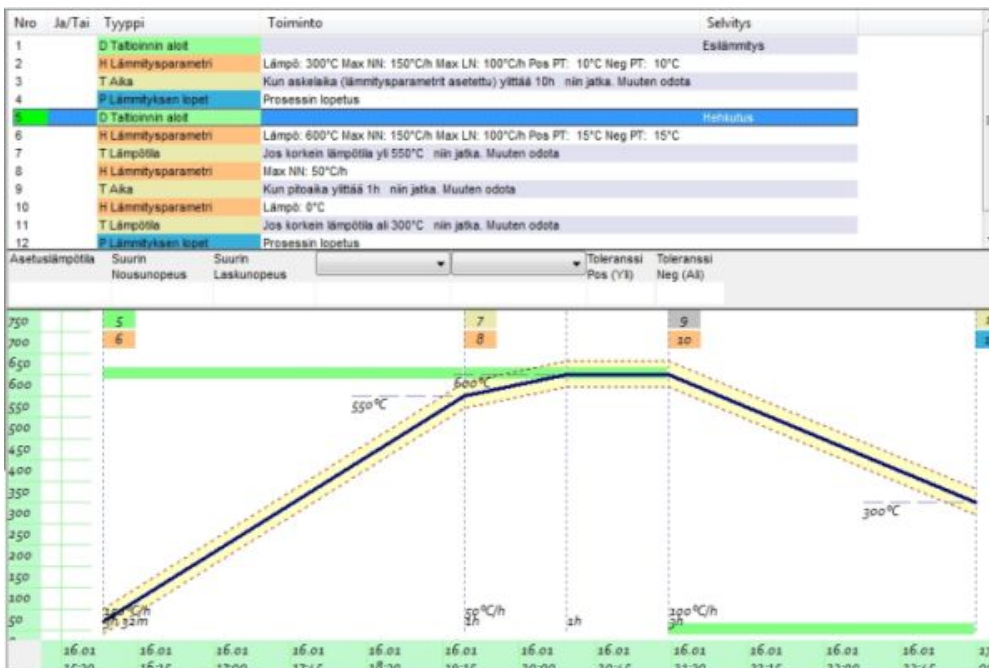 Nro Ja/Tai Tyyppi Toiminto Selvitys
1 D Taltioinnin aloit Esilämmitys
2 H Lämmitysparametri Lämpö: 300°C Max NN: 150°C/h Max LN: 100°C/h Pos PT: 10°C Neg PT: 10°C
3 T Aika Kun askelaika (lämmitysparametrit asetettu) ylittää 10h niin jatka. Muuten odota
4 P Lämmityksen lopet Prosessin lopetus
5 D Taltioinnin aloit Hehkutus
6 H Lämmitysparametri Lämpö: 600°C Max NN: 150°C/h Max LN: 100°C/h Pos PT: 15°C Neg PT: 15°C
7 T Lämpötila Jos korkein lämpötila yli 550°C niin jatka. Muuten odota
8 H Lämmitysparametri Max NN: 50°C/h
9 T Aika Kun pitoaika ylittää 1h niin jatka. Muuten odota
10 H Lämmitysparametri Lämpö: 0°C
11 T Lämpötila Jos korkein lämpötila ali 300°C niin jatka. Muuten odota
12 P Lämmityksen lopet Prosessin lopetus
Asetuslämpötila Suurin Suurin Toleranssi Toleranssi
Nousunopeus Laskunopeus Pos (Yli) Neg (Ali)
750 5 7 9
700 6 8 10
650
600 600°C
550 550°C
500
450
400
350
300 300°C
250
200
150
100
150°C/h 50°C/h 100°C/h
50 32m 1h 1h 3h
16.01 16.01 16.01 16.01 16.01 16.01 16.01 16.01 16.01 16.01 16.01 16.01